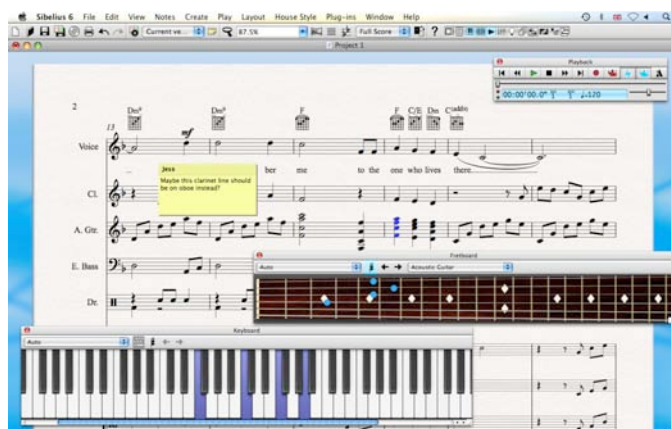 Sibelius 6 File Edit View Notes Create Play Layout House Style Plug-ins Window Help
Current ve... 87.5% Full Score
Project 1
Playback
00:00'00.0" =120
2
Dm⁹ Dm⁹ F F C/E Dm C(add9)
13
mf
Voice
ber me to the one who lives there.
Jess
Maybe this clarinet line should
be on oboe instead?
Cl.
A. Gtr.
E. Bass
Fretboard
Auto Acoustic Guitar
Dr.
Keyboard
Auto